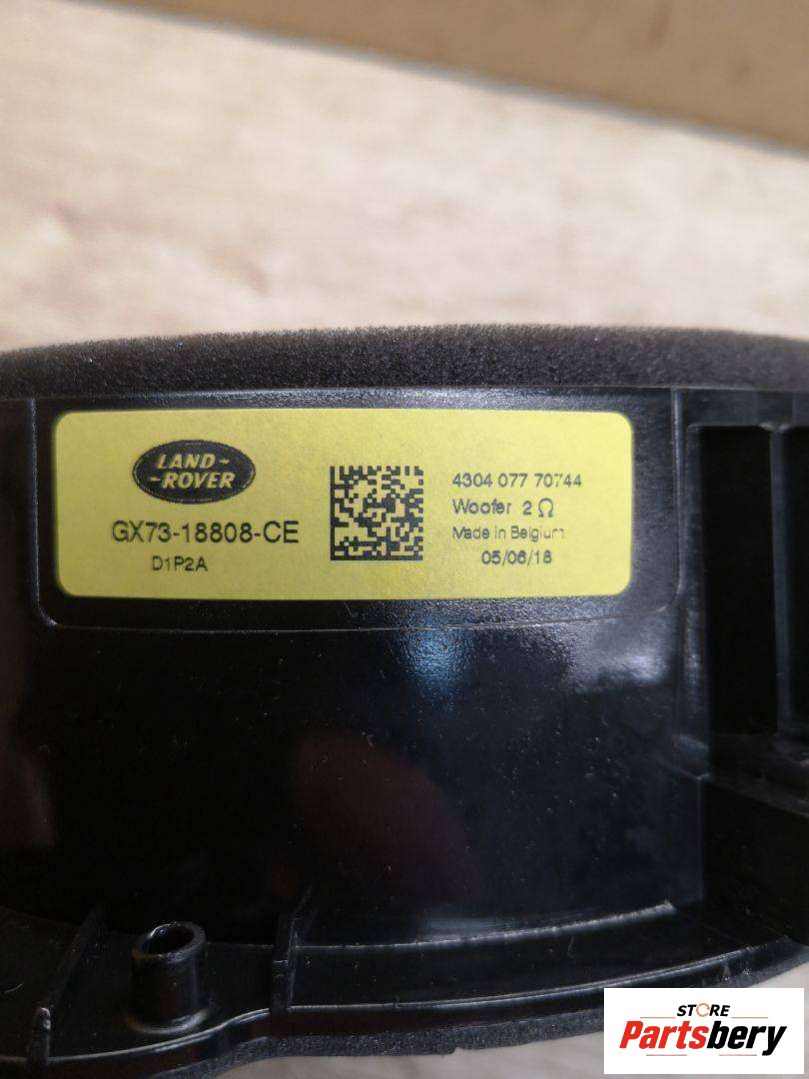 LAND-
-ROVER
GX73-18808-CE
D1P2A
4304 077 70744
Woofer 2 Ω
Made in Belgium
05/06/18
STORE
Partsbery